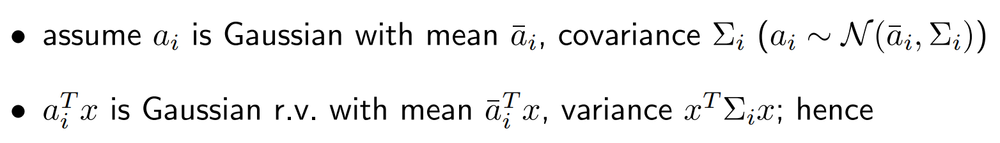 • assume $a_i$ is Gaussian with mean $\bar{a}_i$, covariance $\Sigma_i$ ($a_i \sim \mathcal{N}(\bar{a}_i, \Sigma_i)$)
• $a_i^T x$ is Gaussian r.v. with mean $\bar{a}_i^T x$, variance $x^T \Sigma_i x$; hence